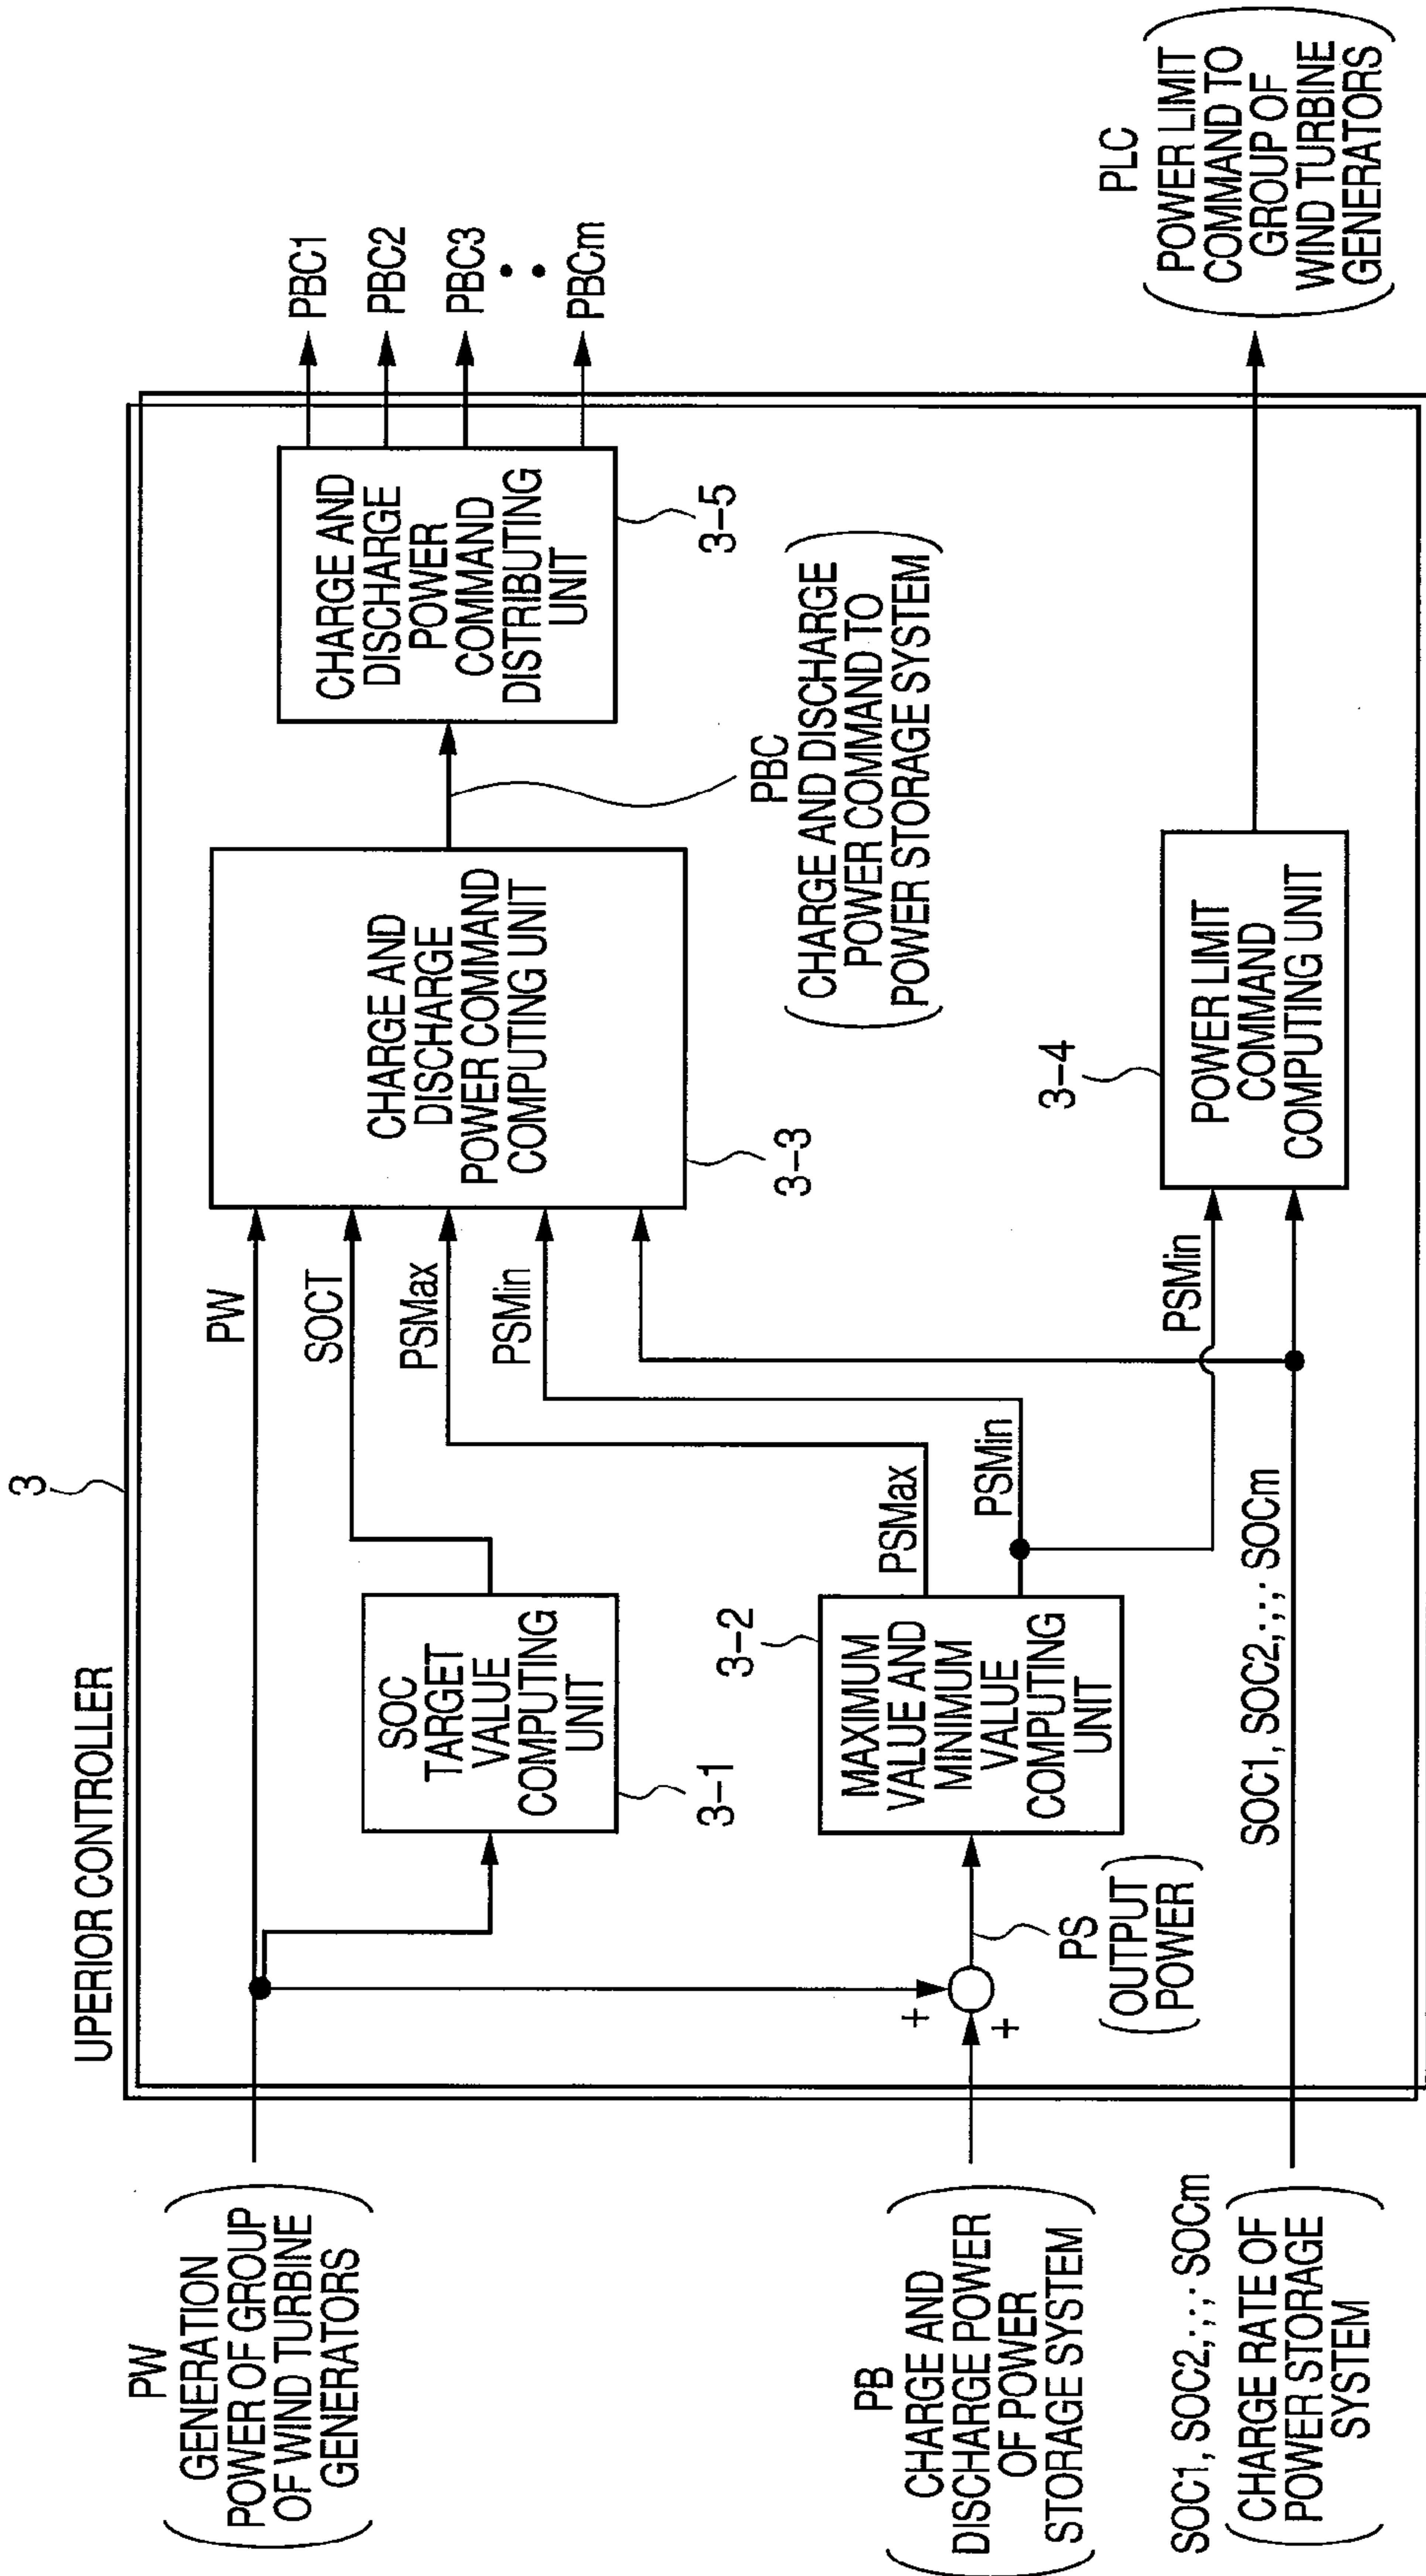 3
UPERIOR CONTROLLER
PW
GENERATION
POWER OF GROUP
OF WIND TURBINE
GENERATORS
PB
CHARGE AND
DISCHARGE POWER
OF POWER
STORAGE SYSTEM
SOC1, SOC2,;;; SOCm
CHARGE RATE OF
POWER STORAGE
SYSTEM
+
+
PS
OUTPUT
POWER
SOC
TARGET
VALUE
COMPUTING
UNIT
3-1
3-2
MAXIMUM
VALUE AND
MINIMUM
VALUE
COMPUTING
UNIT
PSMax
PSMin
SOC1, SOC2,;;; SOCm
PW
SOCT
PSMax
PSMin
PSMin
CHARGE AND
DISCHARGE
POWER COMMAND
COMPUTING UNIT
3-3
3-4
POWER LIMIT
COMMAND
COMPUTING UNIT
PBC
CHARGE AND DISCHARGE
POWER COMMAND TO
POWER STORAGE SYSTEM
CHARGE AND
DISCHARGE
POWER
COMMAND
DISTRIBUTING
UNIT
3-5
PBC1
PBC2
PBC3
PBCm
PLC
POWER LIMIT
COMMAND TO
GROUP OF
WIND TURBINE
GENERATORS